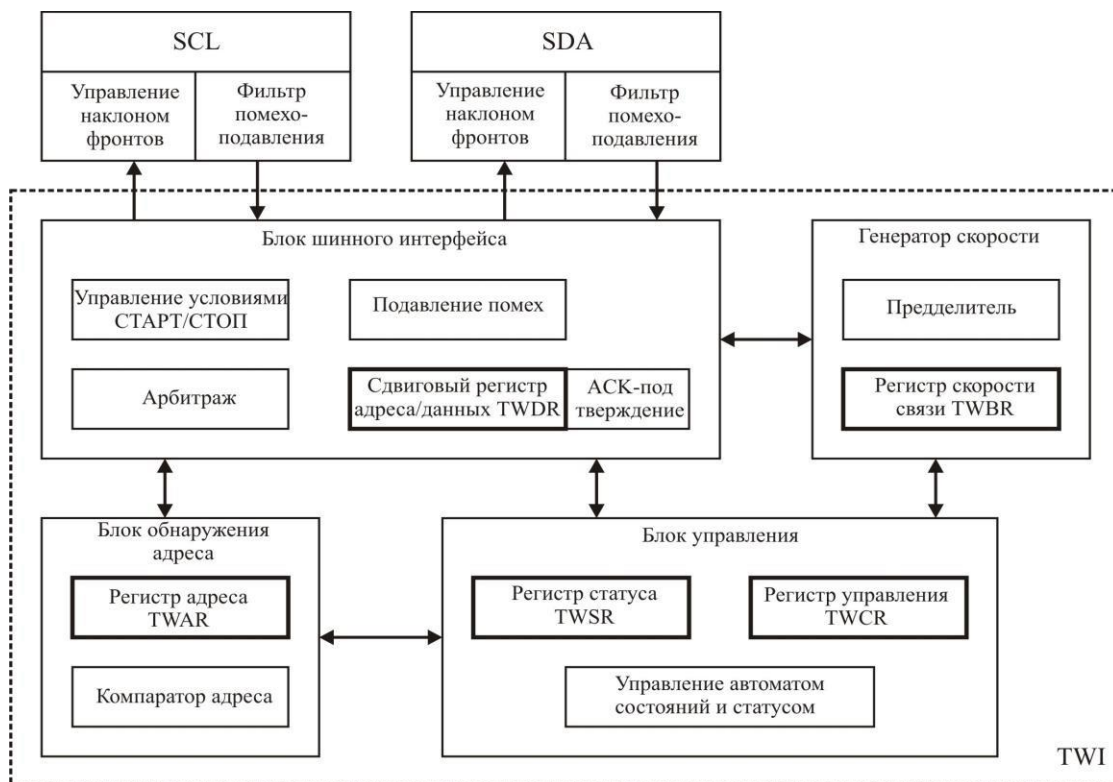 SCL
Управление
наклоном
фронтов
Фильтр
помехо-
подавления
SDA
Управление
наклоном
фронтов
Фильтр
помехо-
подавления
Блок шинного интерфейса
Управление условиями
СТАРТ/СТОП
Подавление помех
Арбитраж
Сдвиговый регистр
адреса/данных TWDR
ACK-под
тверждение
Генератор скорости
Предделитель
Регистр скорости
связи TWBR
Блок обнаружения
адреса
Регистр адреса
TWAR
Компаратор адреса
Блок управления
Регистр статуса
TWSR
Регистр управления
TWCR
Управление автоматом
состояний и статусом
TWI